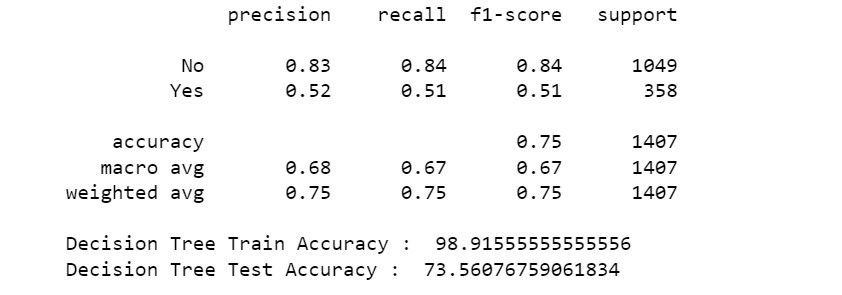 precision recall f1-score support
No 0.83 0.84 0.84 1049
Yes 0.52 0.51 0.51 358
accuracy 0.75 1407
macro avg 0.68 0.67 0.67 1407
weighted avg 0.75 0.75 0.75 1407
Decision Tree Train Accuracy : 98.91555555555556
Decision Tree Test Accuracy : 73.56076759061834